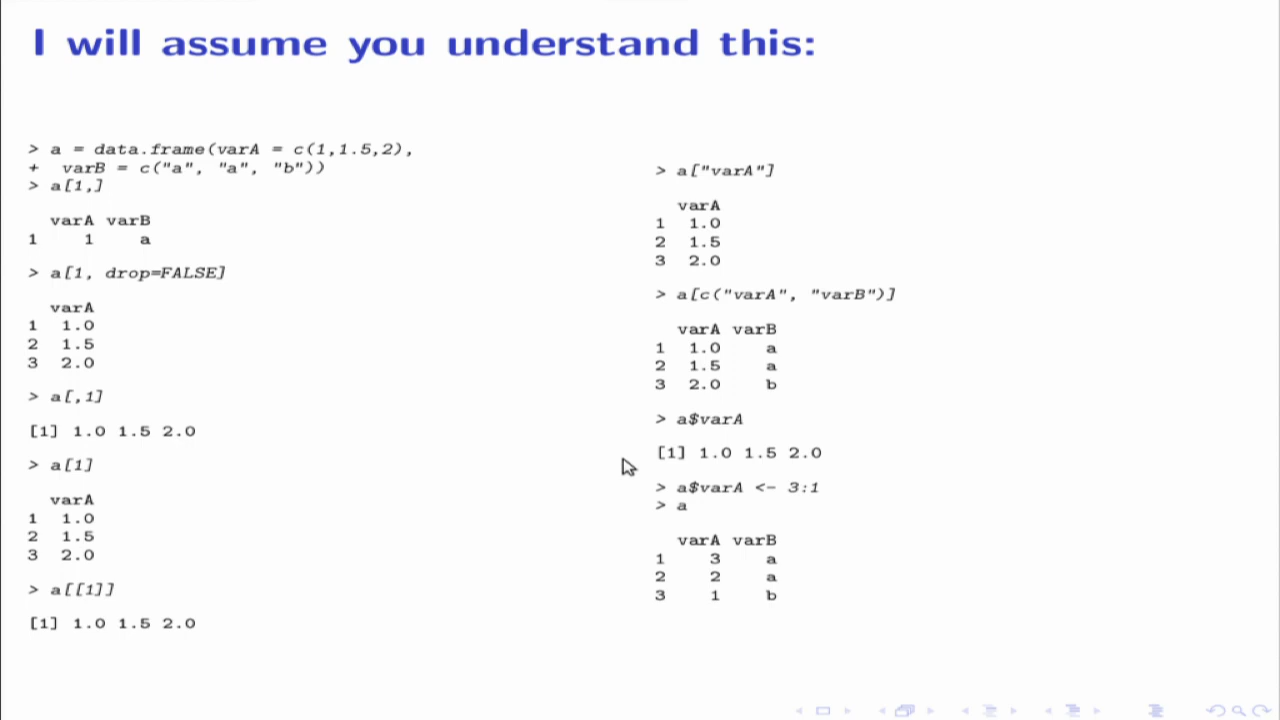 I will assume you understand this:
> a = data.frame(varA = c(1,1.5,2),
+  varB = c("a", "a", "b"))
> a[1,]
  varA varB
1    1    a
> a[1, drop=FALSE]
  varA
1  1.0
2  1.5
3  2.0
> a[,1]
[1] 1.0 1.5 2.0
> a[1]
  varA
1  1.0
2  1.5
3  2.0
> a[[1]]
[1] 1.0 1.5 2.0
> a["varA"]
  varA
1  1.0
2  1.5
3  2.0
> a[c("varA", "varB")]
  varA varB
1  1.0    a
2  1.5    a
3  2.0    b
> a$varA
[1] 1.0 1.5 2.0
> a$varA <- 3:1
> a
  varA varB
1    3    a
2    2    a
3    1    b